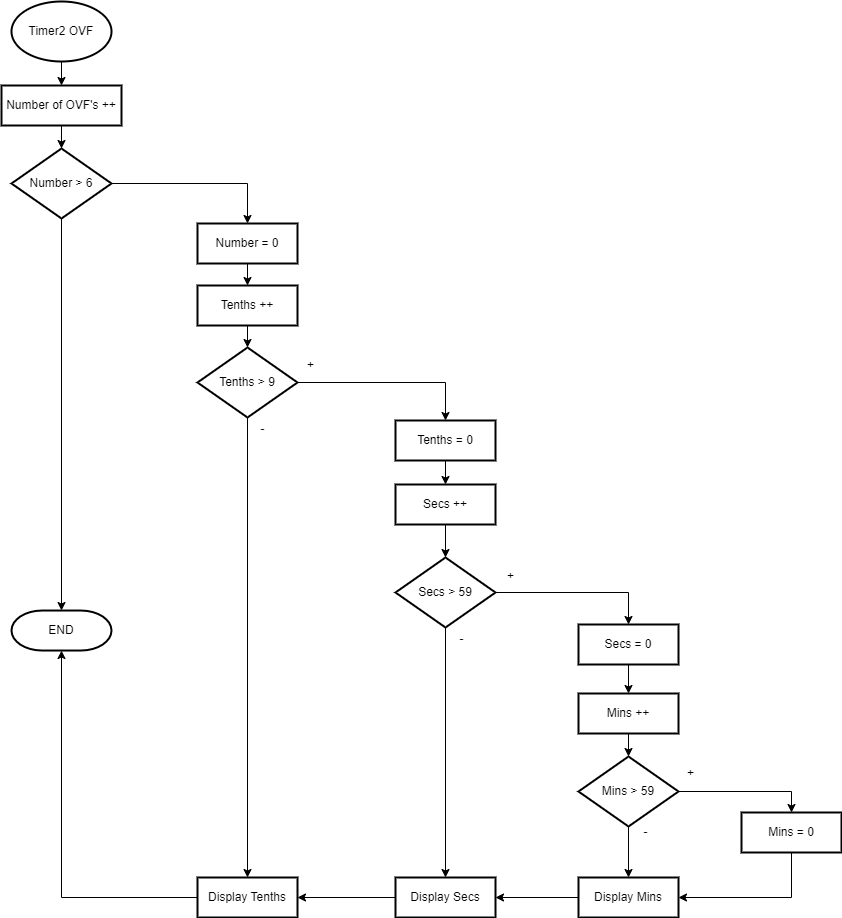 Timer2 OVF
Number of OVF's ++
Number > 6
Number = 0
Tenths ++
Tenths > 9
+
-
Tenths = 0
Secs ++
Secs > 59
+
-
END
Secs = 0
Mins ++
Mins > 59
+
-
Mins = 0
Display Tenths
Display Secs
Display Mins